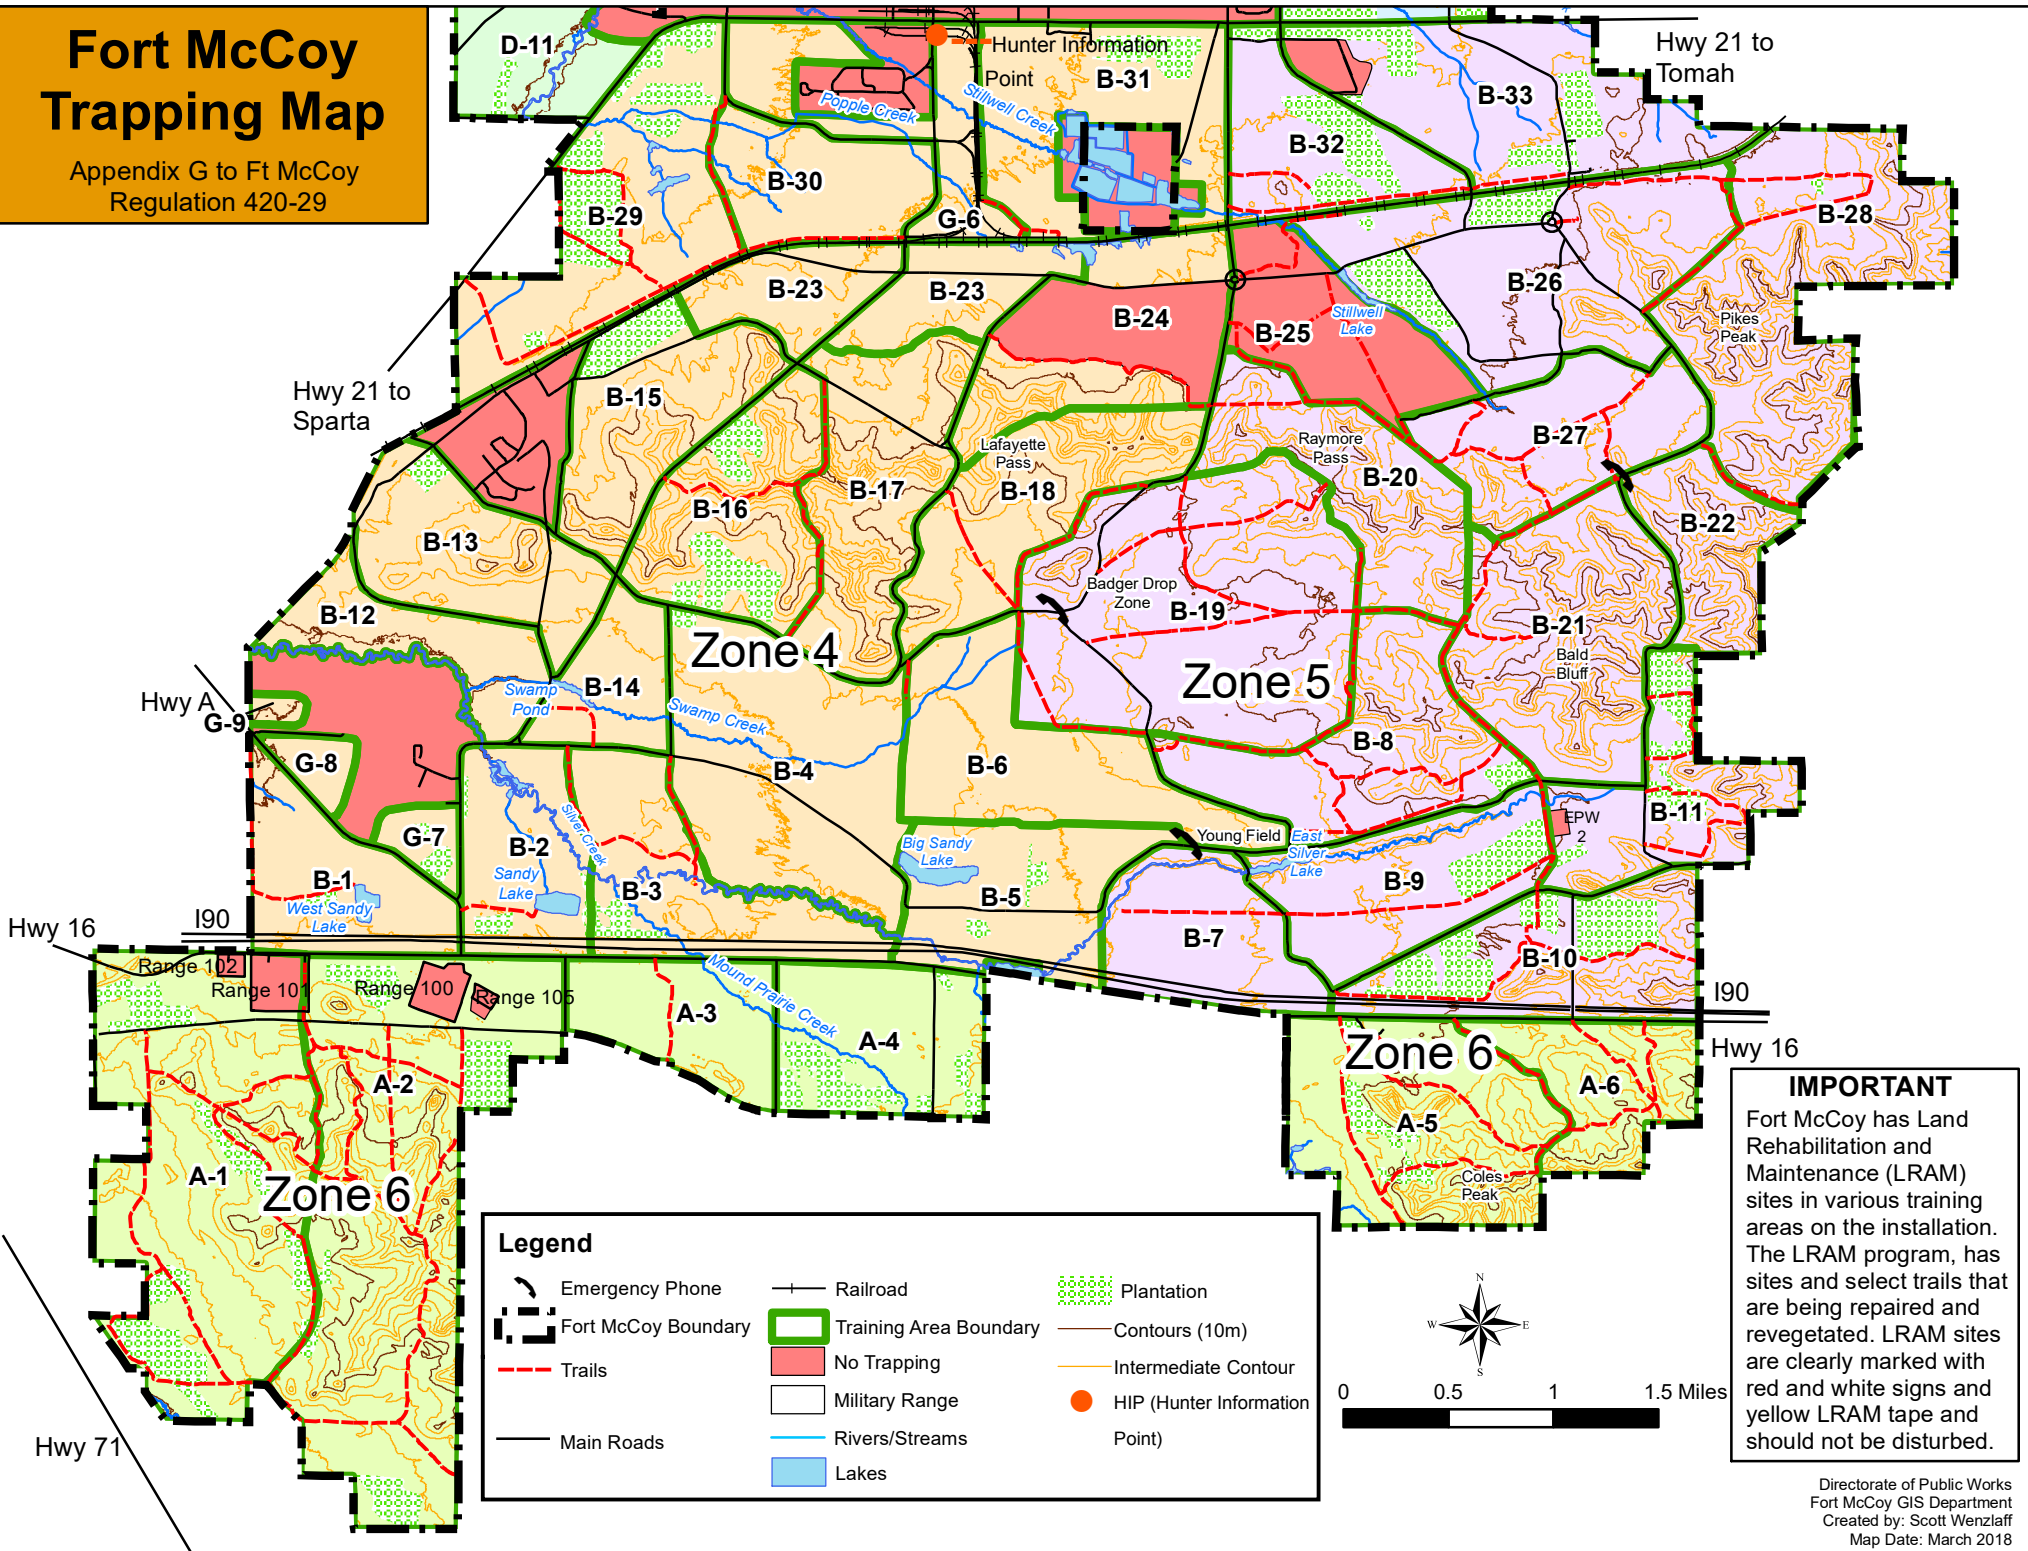 Fort McCoy
Trapping Map
Appendix G to Ft McCoy
Regulation 420-29
D-11
Hunter Information
Point
B-31
B-33
Hwy 21 to
Tomah
Popple Creek
Stillwell Creek
B-32
B-30
B-29
G-6
B-28
B-23
B-23
B-24
B-25
Stillwell
Lake
B-26
Pikes
Peak
Hwy 21 to
Sparta
B-15
Lafayette
Pass
Raymore
Pass
B-27
B-20
B-16
B-17
B-18
B-22
B-13
Badger Drop
Zone
B-19
B-12
B-21
Zone 4
Bald
Bluff
Zone 5
Hwy A
G-9
Swamp
Pond
B-14
Swamp Creek
G-8
B-4
B-6
B-8
B-11
EPW
2
G-7
B-2
Silver Creek
Big Sandy
Lake
Young Field
East
Silver
Lake
B-1
Sandy
Lake
B-3
B-5
B-9
West Sandy
Lake
Hwy 16
I90
B-7
B-10
Range 102
Range 101
Range 100
Range 105
Mound Prairie Creek
A-3
A-4
I90
Zone 6
Hwy 16
A-2
A-6
A-5
A-1
Zone 6
Coles
Peak
Hwy 71
Legend
Emergency Phone
Fort McCoy Boundary
Trails
Main Roads
Railroad
Training Area Boundary
No Trapping
Military Range
Rivers/Streams
Lakes
Plantation
Contours (10m)
Intermediate Contour
HIP (Hunter Information
Point)
N
W
E
S
0 0.5 1 1.5 Miles
IMPORTANT
Fort McCoy has Land
Rehabilitation and
Maintenance (LRAM)
sites in various training
areas on the installation.
The LRAM program, has
sites and select trails that
are being repaired and
revegetated. LRAM sites
are clearly marked with
red and white signs and
yellow LRAM tape and
should not be disturbed.
Directorate of Public Works
Fort McCoy GIS Department
Created by: Scott Wenzlaff
Map Date: March 2018